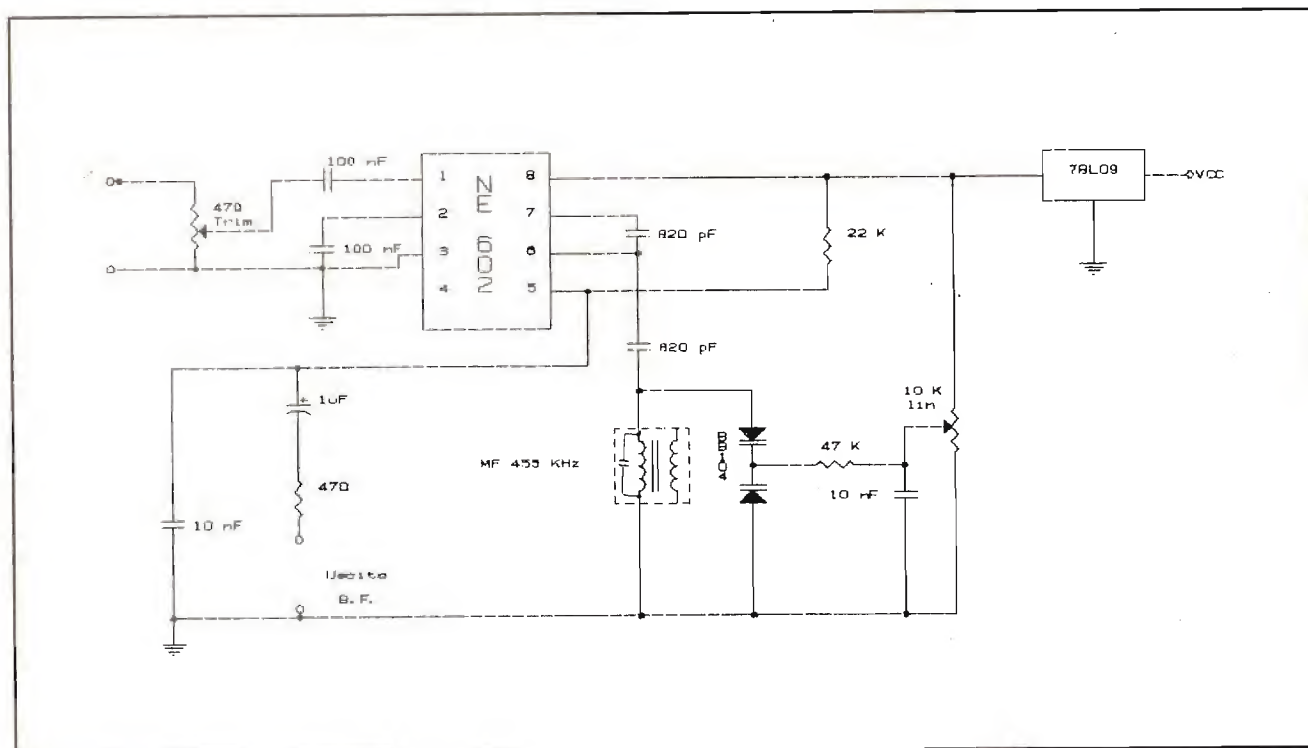 100 nF
470
Trim
100 nF
1
2
3
4
NE 602
8
7
6
5
820 pF
22 K
78L09
VCC
820 pF
1uF
+
470
10 nF
Uscita
B.F.
MF 455 KHz
BB104
47 K
10 nF
10 K
lin